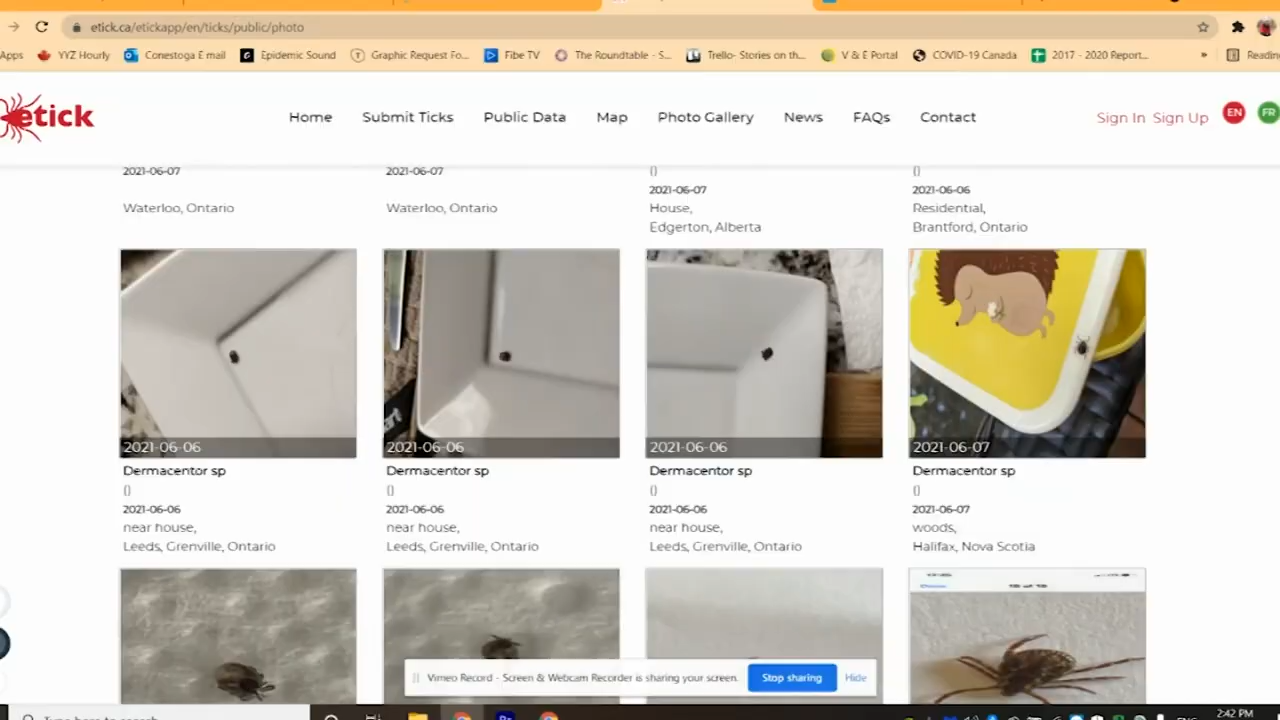 etick.ca/etickapp/en/ticks/public/photo
Apps YYZ Hourly Conestoga E mail Epidemic Sound Graphic Request Fo... Fibe TV The Roundtable - S... Trello- Stories on th... V & E Portal COVID-19 Canada 2017 - 2020 Report... »
etick Home Submit Ticks Public Data Map Photo Gallery News FAQs Contact Sign In Sign Up EN FR
2021-06-07
Waterloo, Ontario
2021-06-07
Waterloo, Ontario
()
2021-06-07
House,
Edgerton, Alberta
()
2021-06-06
Residential,
Brantford, Ontario
2021-06-06
Dermacentor sp
()
2021-06-06
near house,
Leeds, Grenville, Ontario
2021-06-06
Dermacentor sp
()
2021-06-06
near house,
Leeds, Grenville, Ontario
2021-06-06
Dermacentor sp
()
2021-06-06
near house,
Leeds, Grenville, Ontario
2021-06-07
Dermacentor sp
()
2021-06-07
woods,
Halifax, Nova Scotia
Vimeo Record - Screen & Webcam Recorder is sharing your screen. Stop sharing Hide
2:42 PM